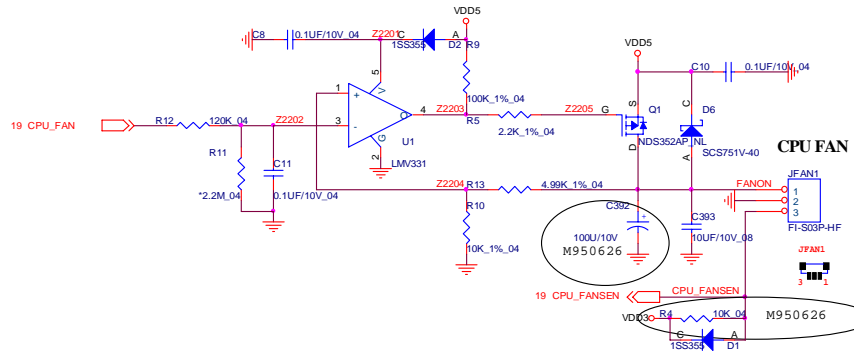 VDD5
C8 0.1UF/10V_04 Z2201 C A
1SS355 D2 R9
VDD5
C10 0.1UF/10V_04
5
V
1 +
100K_1%_04
S
C
D6
19 CPU_FAN R12 120K_04 Z2202 3 - O 4 Z2203 R5 Z2205 G Q1
2.2K_1%_04
NDS352AP_NL
U1
G
2
LMV331
D
A
SCS751V-40
CPU FAN
R11
C11
*2.2M_04 0.1UF/10V_04
Z2204 R13 4.99K_1%_04
FANON
JFAN1
1
2
3
FI-S03P-HF
R10
10K_1%_04
C392
+
100U/10V
M950626
C393
10UF/10V_08
JFAN1
3 1
19 CPU_FANSEN CPU_FANSEN
VDD3 R4 10K_04 M950626
C A
1SS355 D1